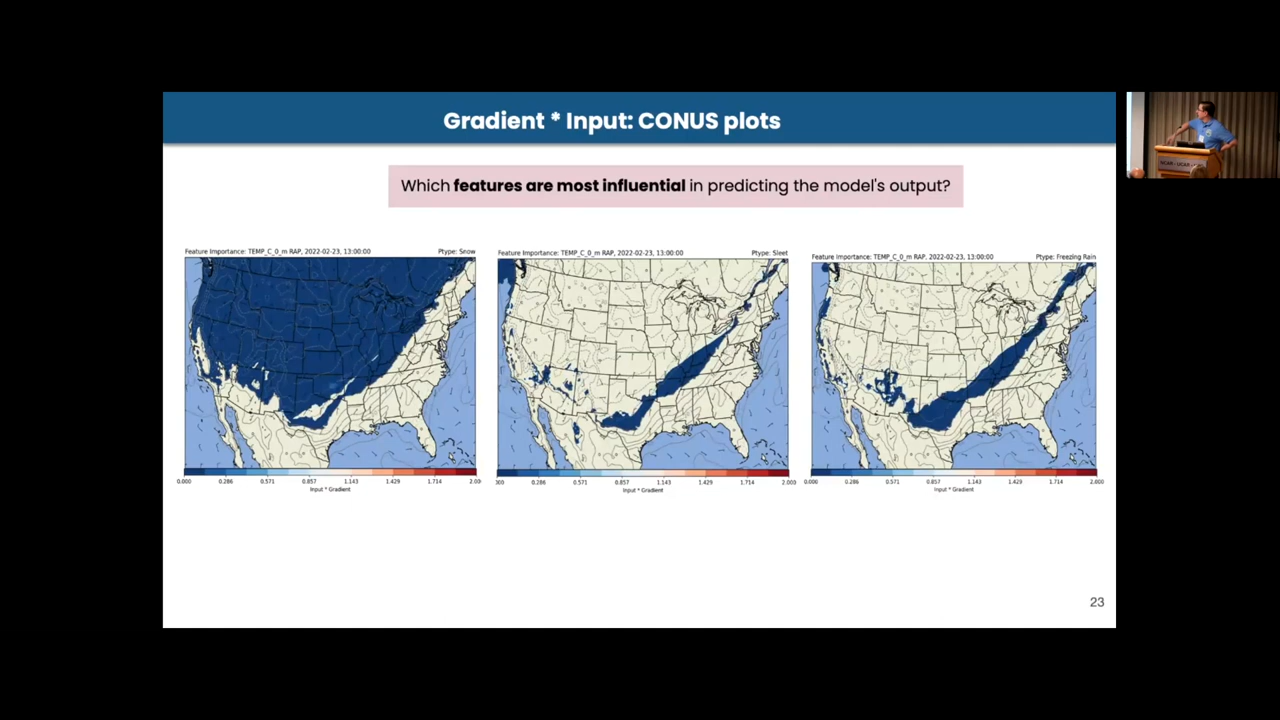 Gradient * Input: CONUS plots
Which features are most influential in predicting the model's output?
Feature Importance: TEMP_C_0_m RAP, 2022-02-23, 13:00:00 Ptype: Snow
0.000 0.286 0.571 0.857 1.143 1.429 1.714 2.00
Input * Gradient
Feature Importance: TEMP_C_0_m RAP, 2022-02-23, 13:00:00 Ptype: Sleet
000 0.286 0.571 0.857 1.143 1.429 1.714 2.000
Input * Gradient
Feature Importance: TEMP_C_0_m RAP, 2022-02-23, 13:00:00 Ptype: Freezing Rain
0.000 0.286 0.571 0.857 1.143 1.429 1.714 2.000
Input * Gradient
23